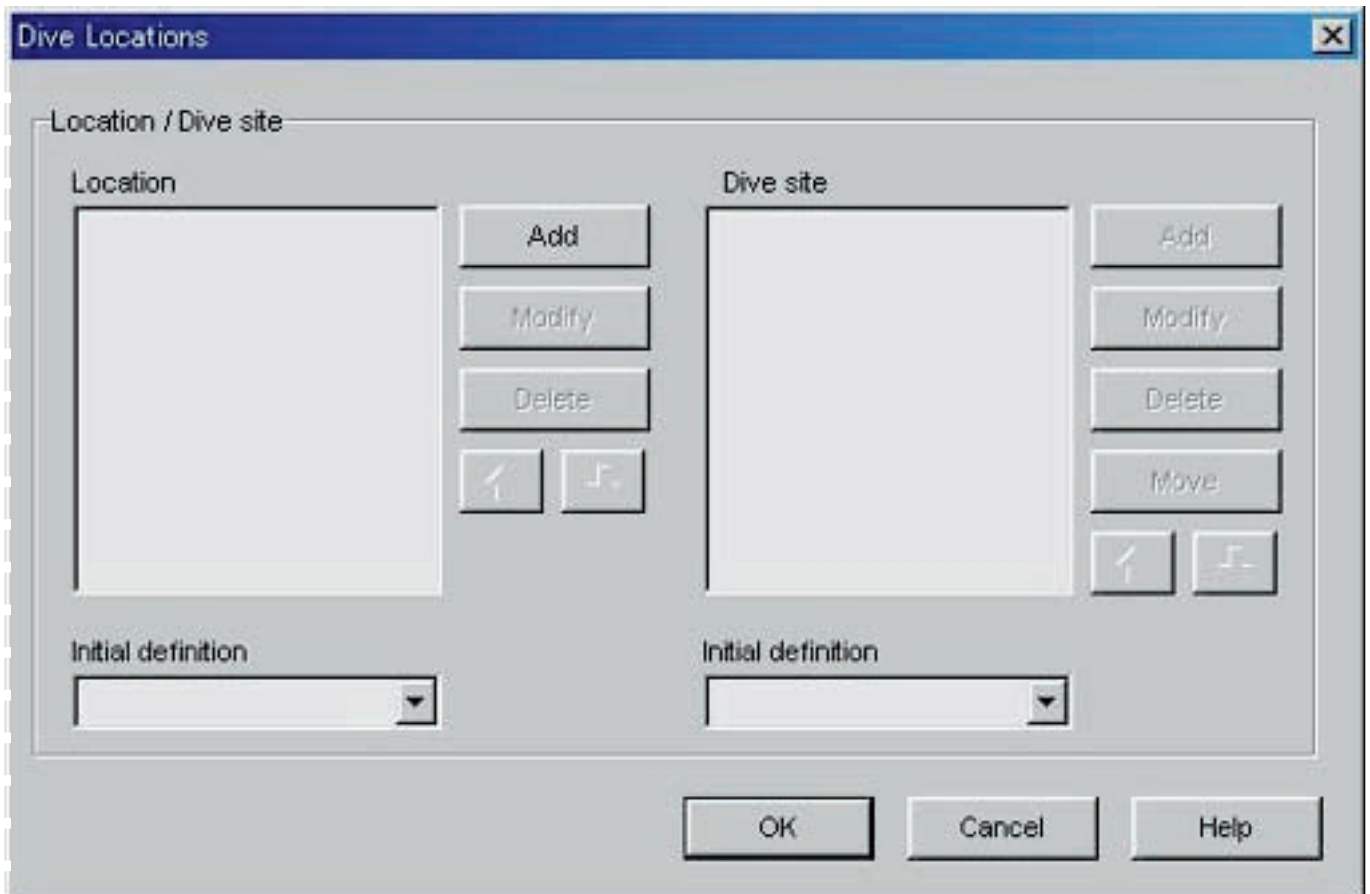 Dive Locations
Location / Dive site
Location
Add
Modify
Delete
Initial definition
Dive site
Add
Modify
Delete
Move
Initial definition
OK Cancel Help